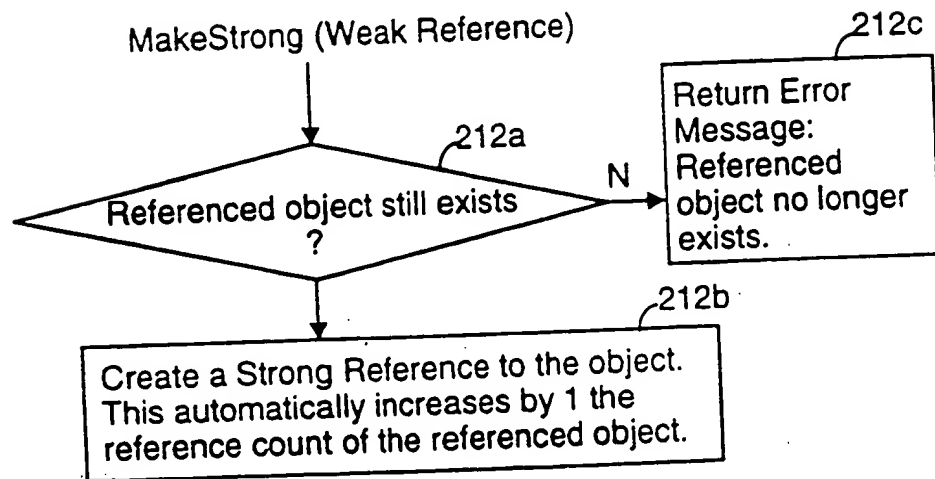 MakeStrong (Weak Reference)
212c
Return Error
Message:
Referenced
object no longer
exists.
212a
N
Referenced object still exists
?
212b
Create a Strong Reference to the object.
This automatically increases by 1 the
reference count of the referenced object.